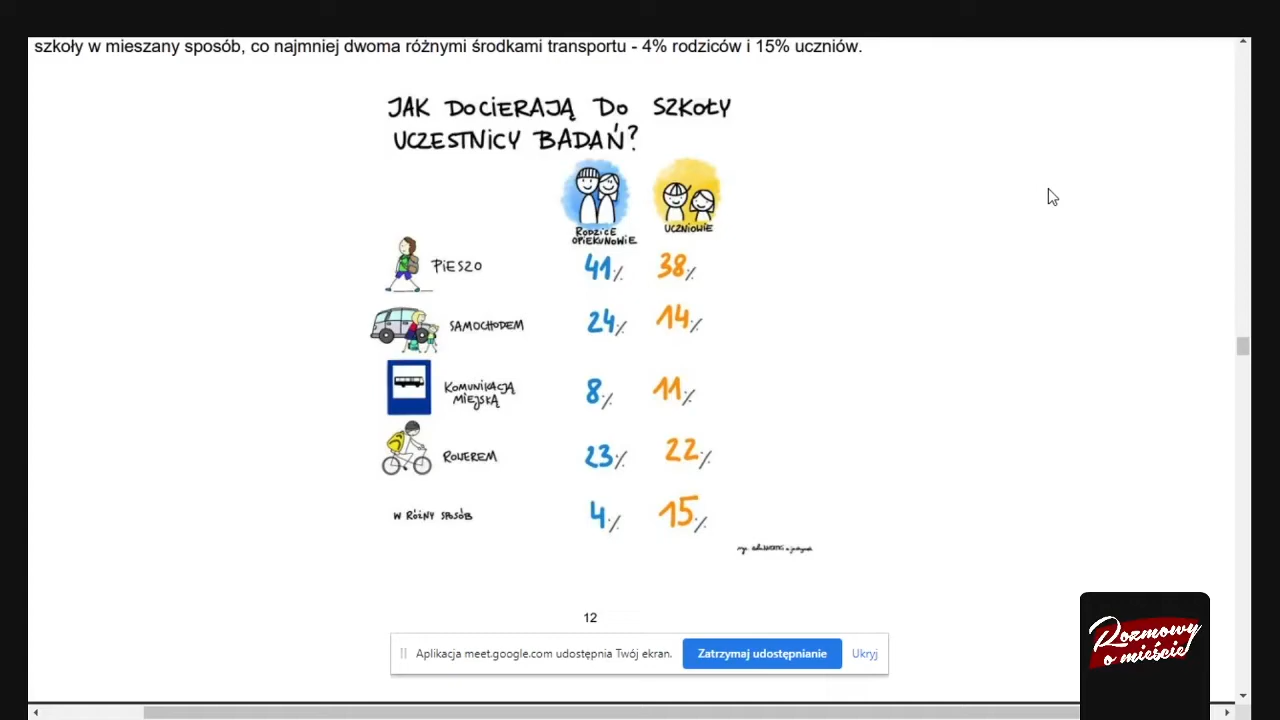 szkoły w mieszany sposób, co najmniej dwoma różnymi środkami transportu - 4% rodziców i 15% uczniów.
JAK DOCIERAJĄ DO SZKOŁY
UCZESTNICY BADAŃ?
RODZICE
OPIEKUNOWIE
UCZNIOWIE
PIESZO 41% 38%
SAMOCHODEM 24% 14%
KOMUNIKACJĄ
MIEJSKĄ
8% 11%
ROWEREM 23% 22%
W RÓŻNY SPOSÓB 4% 15%
12
Aplikacja meet.google.com udostępnia Twój ekran.
Zatrzymaj udostępnianie
Ukryj
Rozmowy
o mieście